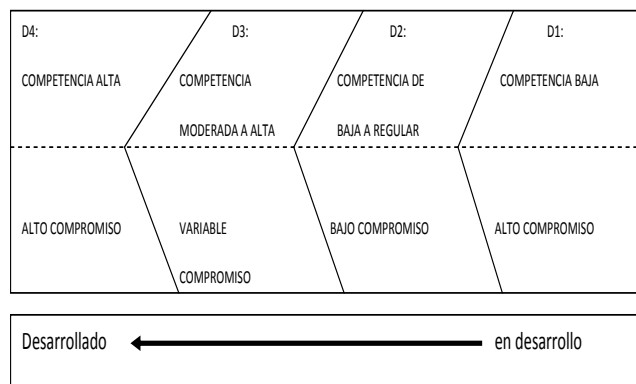 D4:
COMPETENCIA ALTA
ALTO COMPROMISO
D3:
COMPETENCIA
MODERADA A ALTA
VARIABLE
COMPROMISO
D2:
COMPETENCIA DE
BAJA A REGULAR
BAJO COMPROMISO
D1:
COMPETENCIA BAJA
ALTO COMPROMISO
Desarrollado
en desarrollo